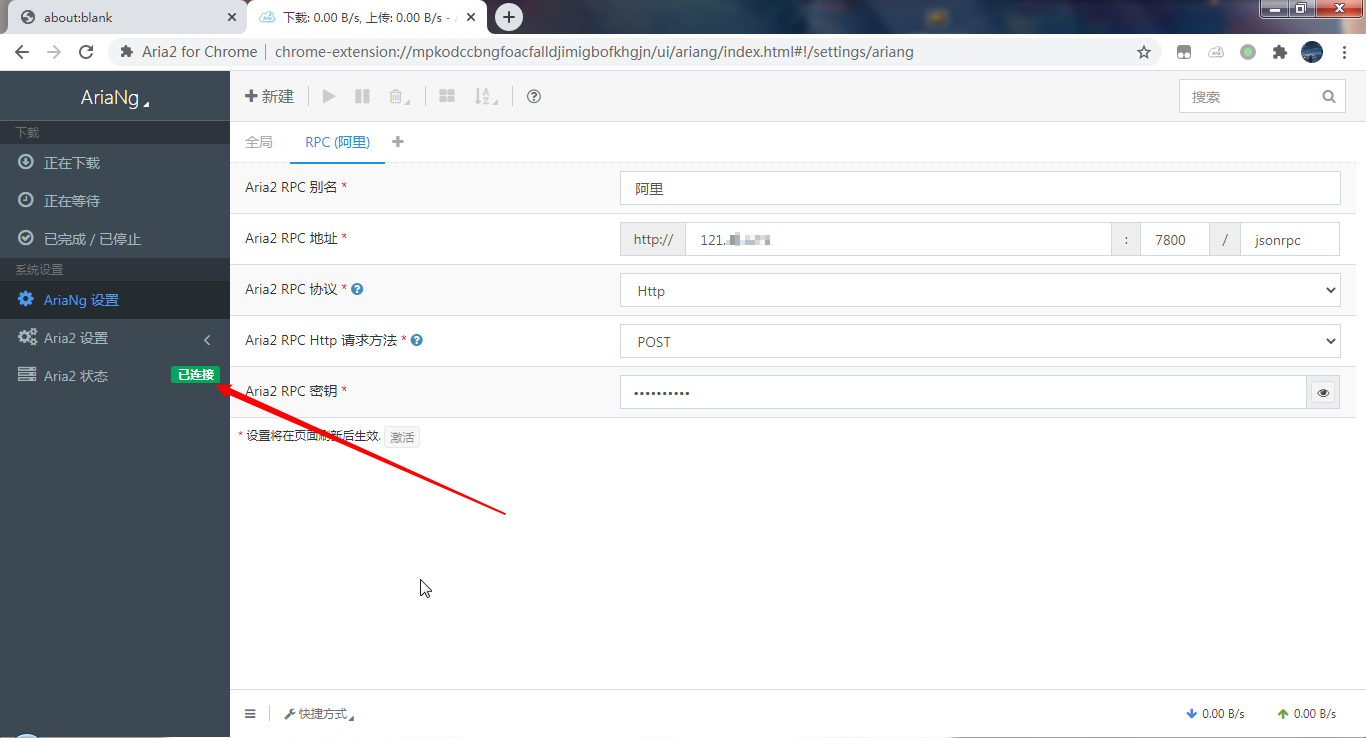 about:blank
下载: 0.00 B/s, 上传: 0.00 B/s -
Aria2 for Chrome | chrome-extension://mpkodccbngfoacfalldjimigbofkhgjn/ui/ariang/index.html#!/settings/ariang
AriaNg
新建
搜索
下载
正在下载
正在等待
已完成 / 已停止
系统设置
AriaNg 设置
Aria2 设置
Aria2 状态
已连接
全局
RPC (阿里)
Aria2 RPC 别名 *
阿里
Aria2 RPC 地址 *
http://
121.
:
7800
/
jsonrpc
Aria2 RPC 协议 *
Http
Aria2 RPC Http 请求方法 *
POST
Aria2 RPC 密钥 *
••••••••••
* 设置将在页面刷新后生效.
激活
快捷方式
0.00 B/s
0.00 B/s